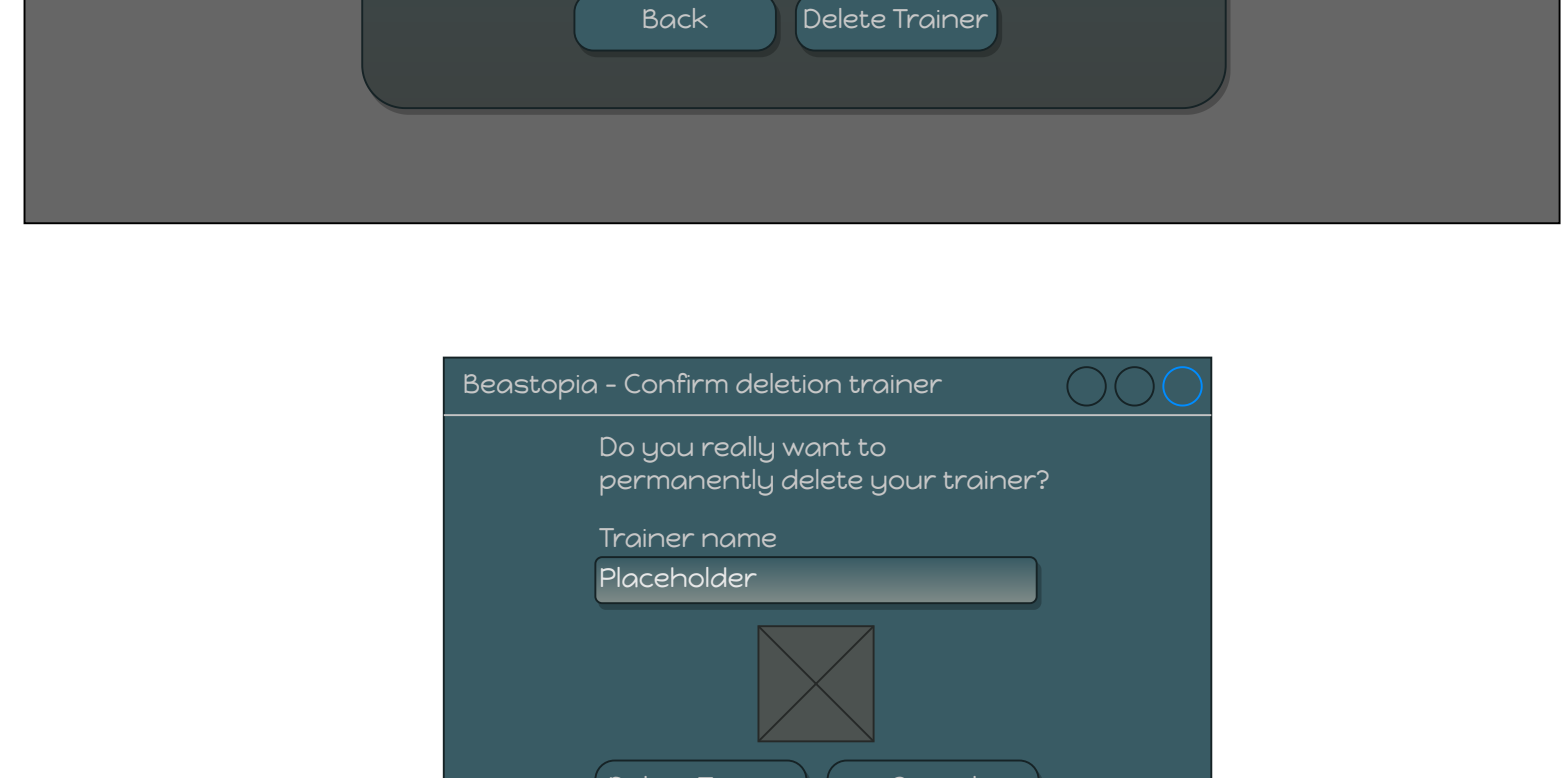 Back
Delete Trainer
Beastopia - Confirm deletion trainer
Do you really want to
permanently delete your trainer?
Trainer name
Placeholder